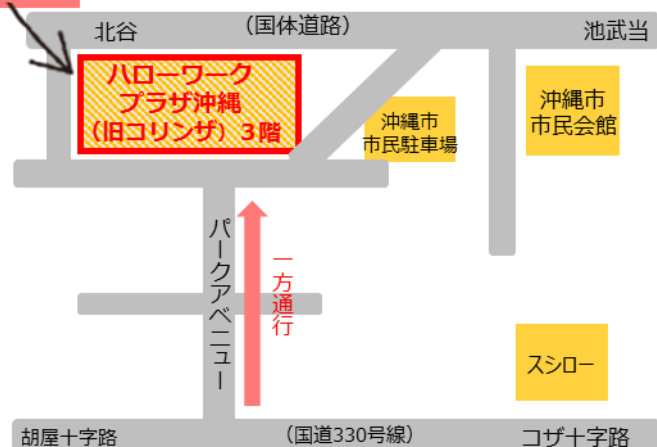 北谷
（国体道路）
池武当
ハローワーク
プラザ沖縄
（旧コリンザ）３階
沖縄市
市民駐車場
沖縄市
市民会館
パークアベニュー
一方通行
スシロー
胡屋十字路
（国道330号線）
コザ十字路